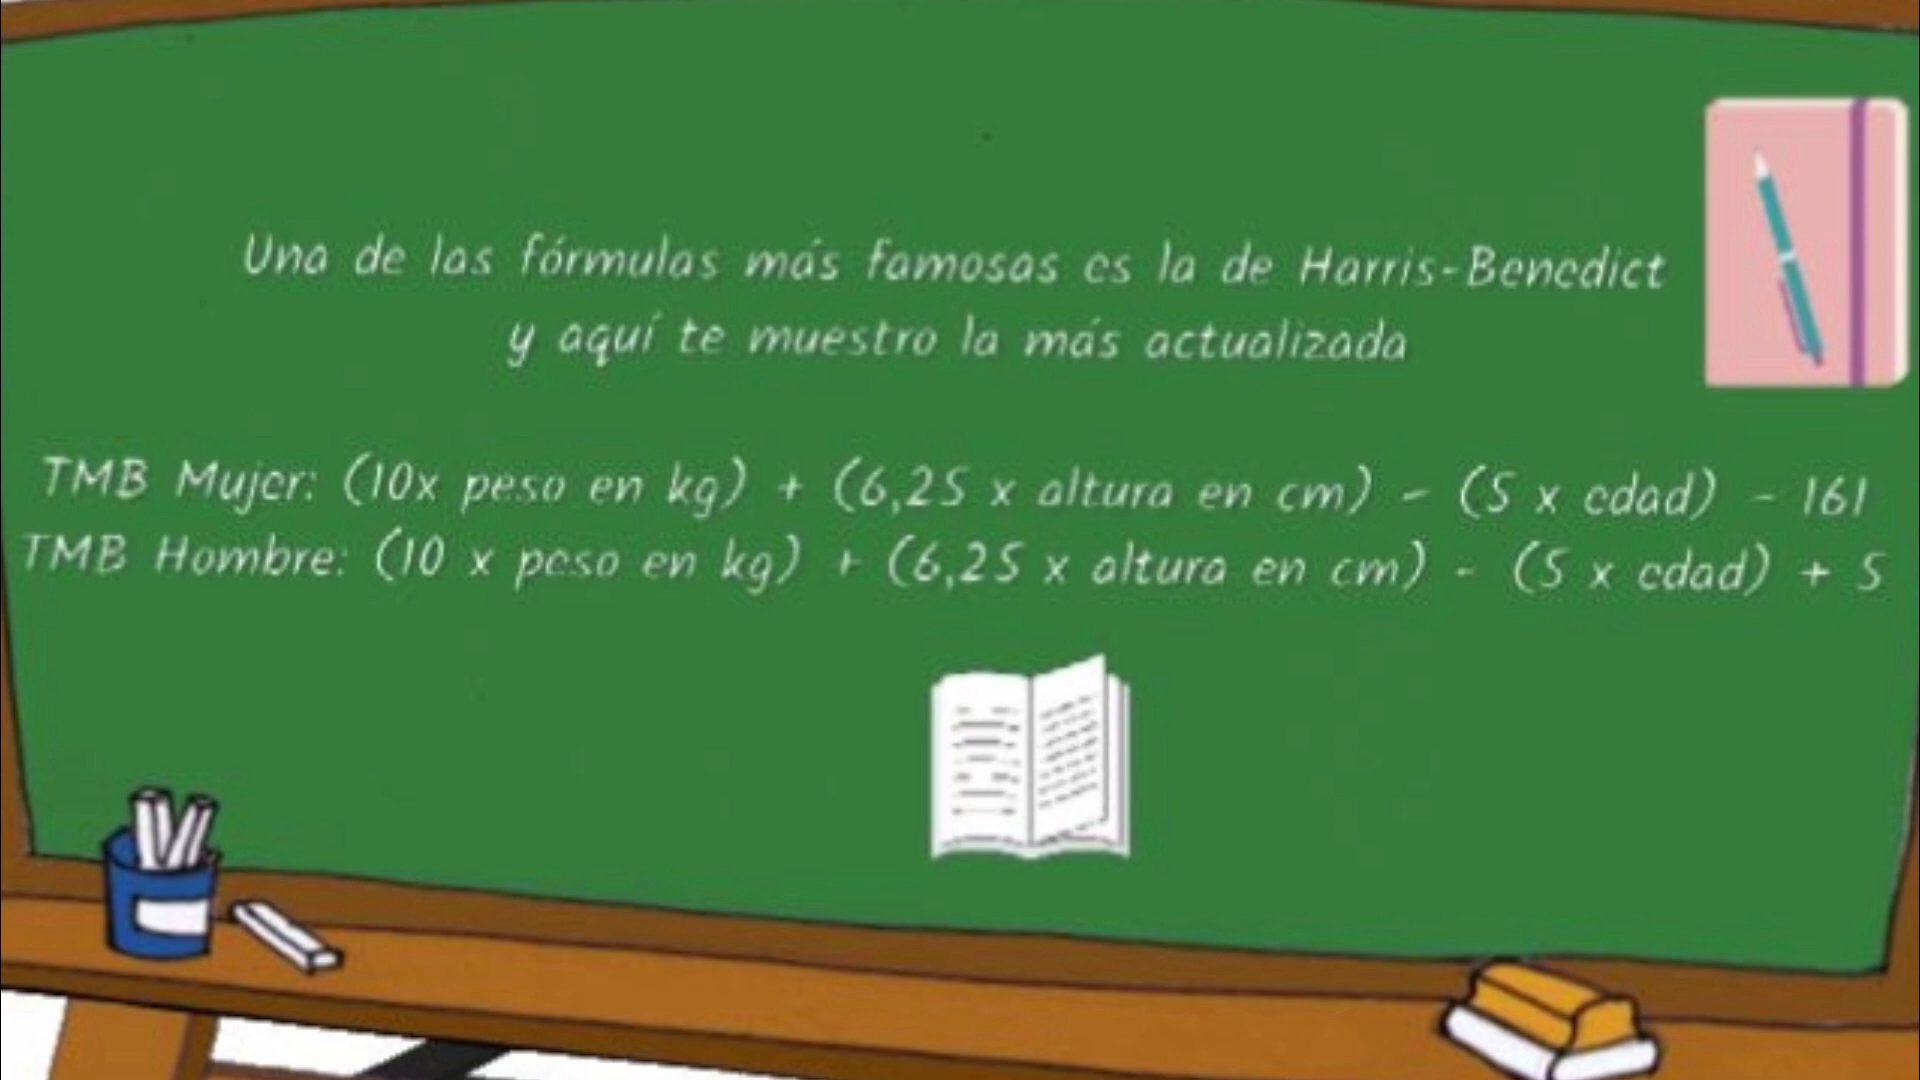 Una de las fórmulas más famosas es la de Harris-Benedict
y aquí te muestro la más actualizada
TMB Mujer: (10x peso en kg) + (6,25 x altura en cm) - (5 x edad) - 161
TMB Hombre: (10 x peso en kg) + (6,25 x altura en cm) - (5 x edad) + 5